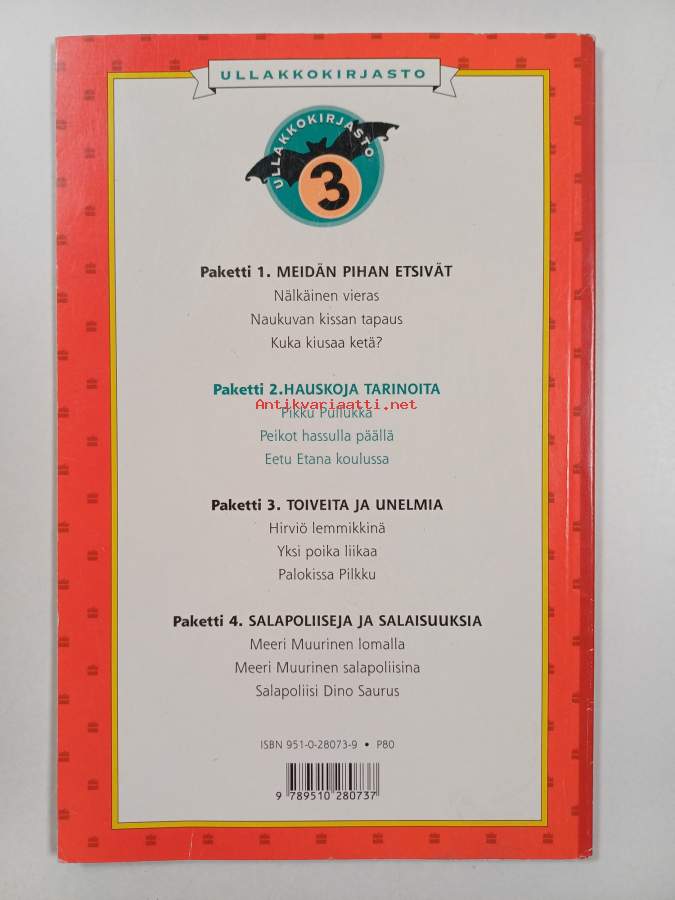 ULLAKKOKIRJASTO
ULLAKKOKIRJASTO
3
Paketti 1. MEIDÄN PIHAN ETSIVÄT
Nälkäinen vieras
Naukuvan kissan tapaus
Kuka kiusaa ketä?
Paketti 2.HAUSKOJA TARINOITA
Antikvariaatti.net
Pikku Pullukka
Peikot hassulla päällä
Eetu Etana koulussa
Paketti 3. TOIVEITA JA UNELMIA
Hirviö lemmikkinä
Yksi poika liikaa
Palokissa Pilkku
Paketti 4. SALAPOLIISEJA JA SALAISUUKSIA
Meeri Muurinen lomalla
Meeri Muurinen salapoliisina
Salapoliisi Dino Saurus
ISBN 951-0-28073-9 • P80
9 789510 280737